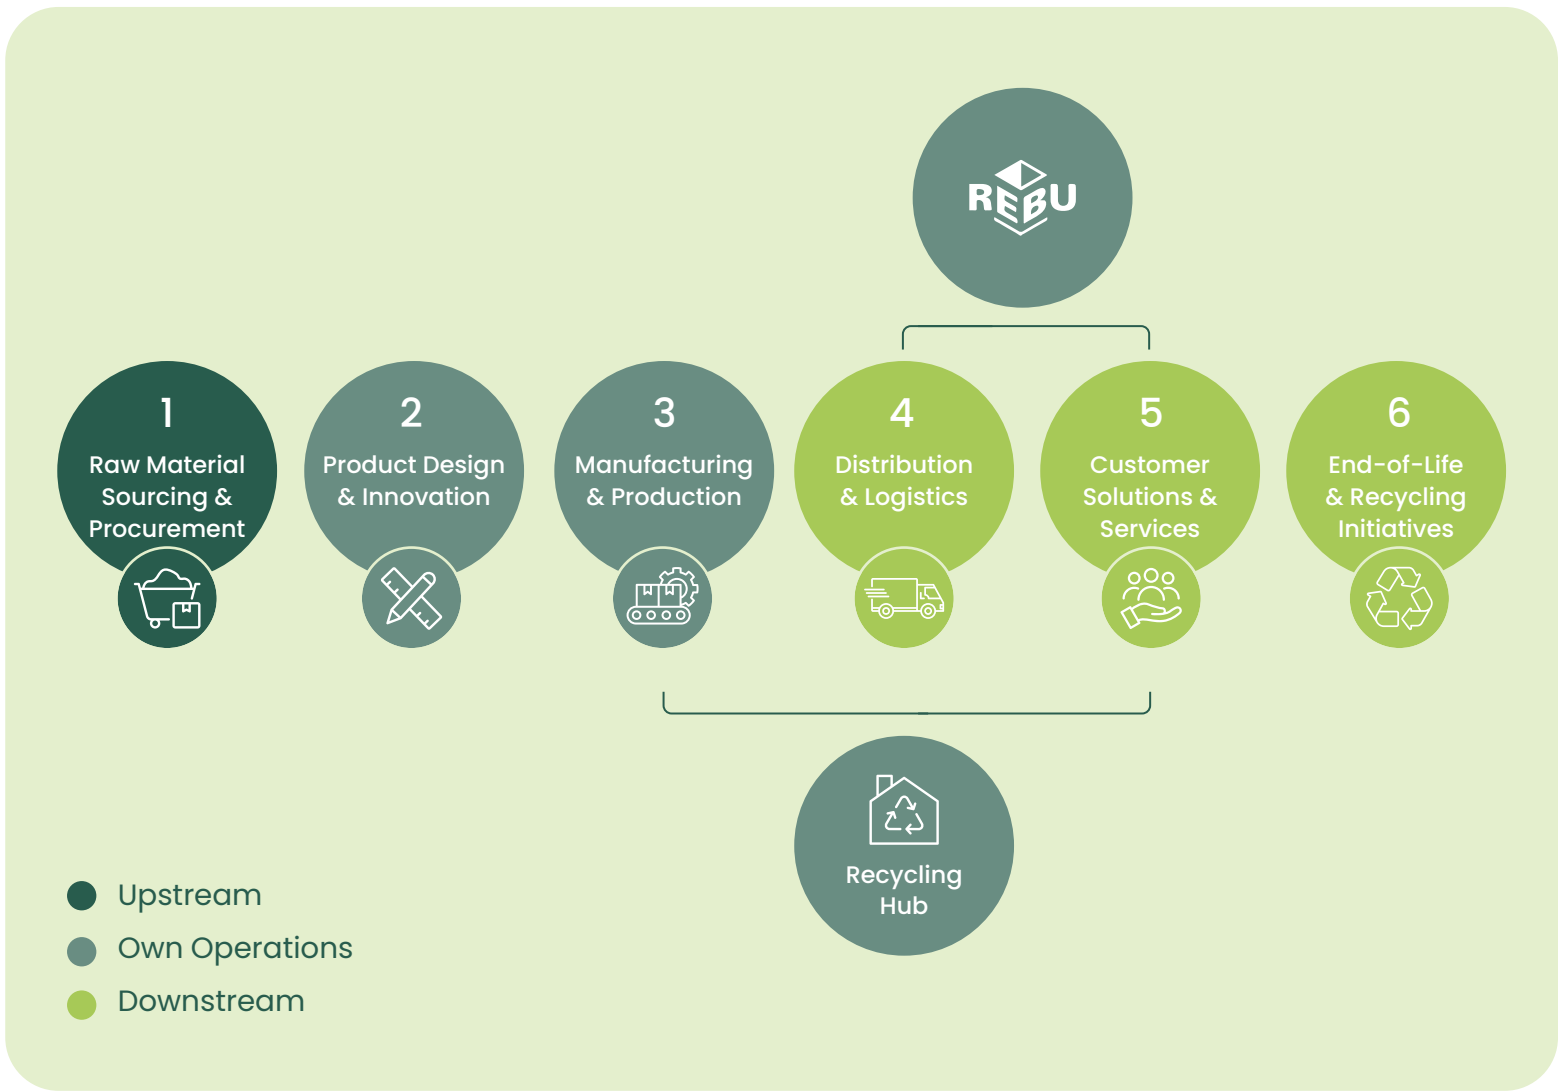 REBU
1
Raw Material
Sourcing &
Procurement
2
Product Design
& Innovation
3
Manufacturing
& Production
4
Distribution
& Logistics
5
Customer
Solutions &
Services
6
End-of-Life
& Recycling
Initiatives
Recycling
Hub
Upstream
Own Operations
Downstream